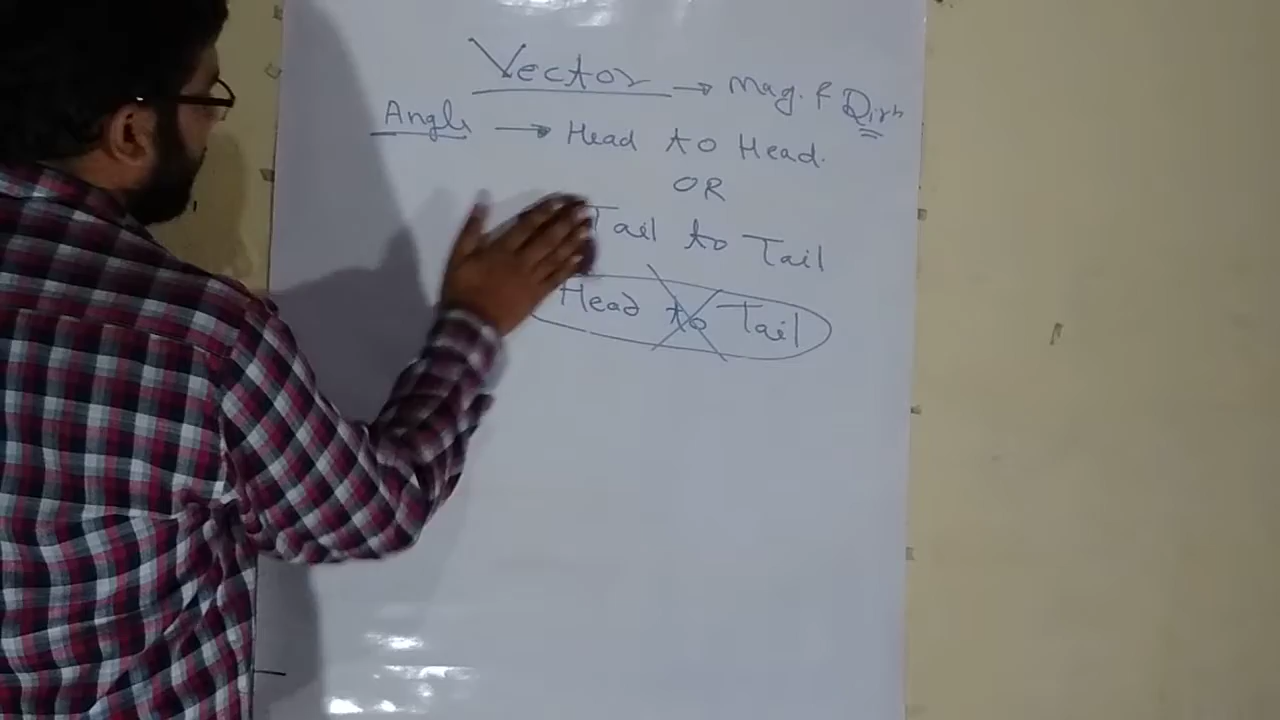 Vector → Mag. & Dirn
Angle → Head to Head.
OR
Tail to Tail
Head to Tail